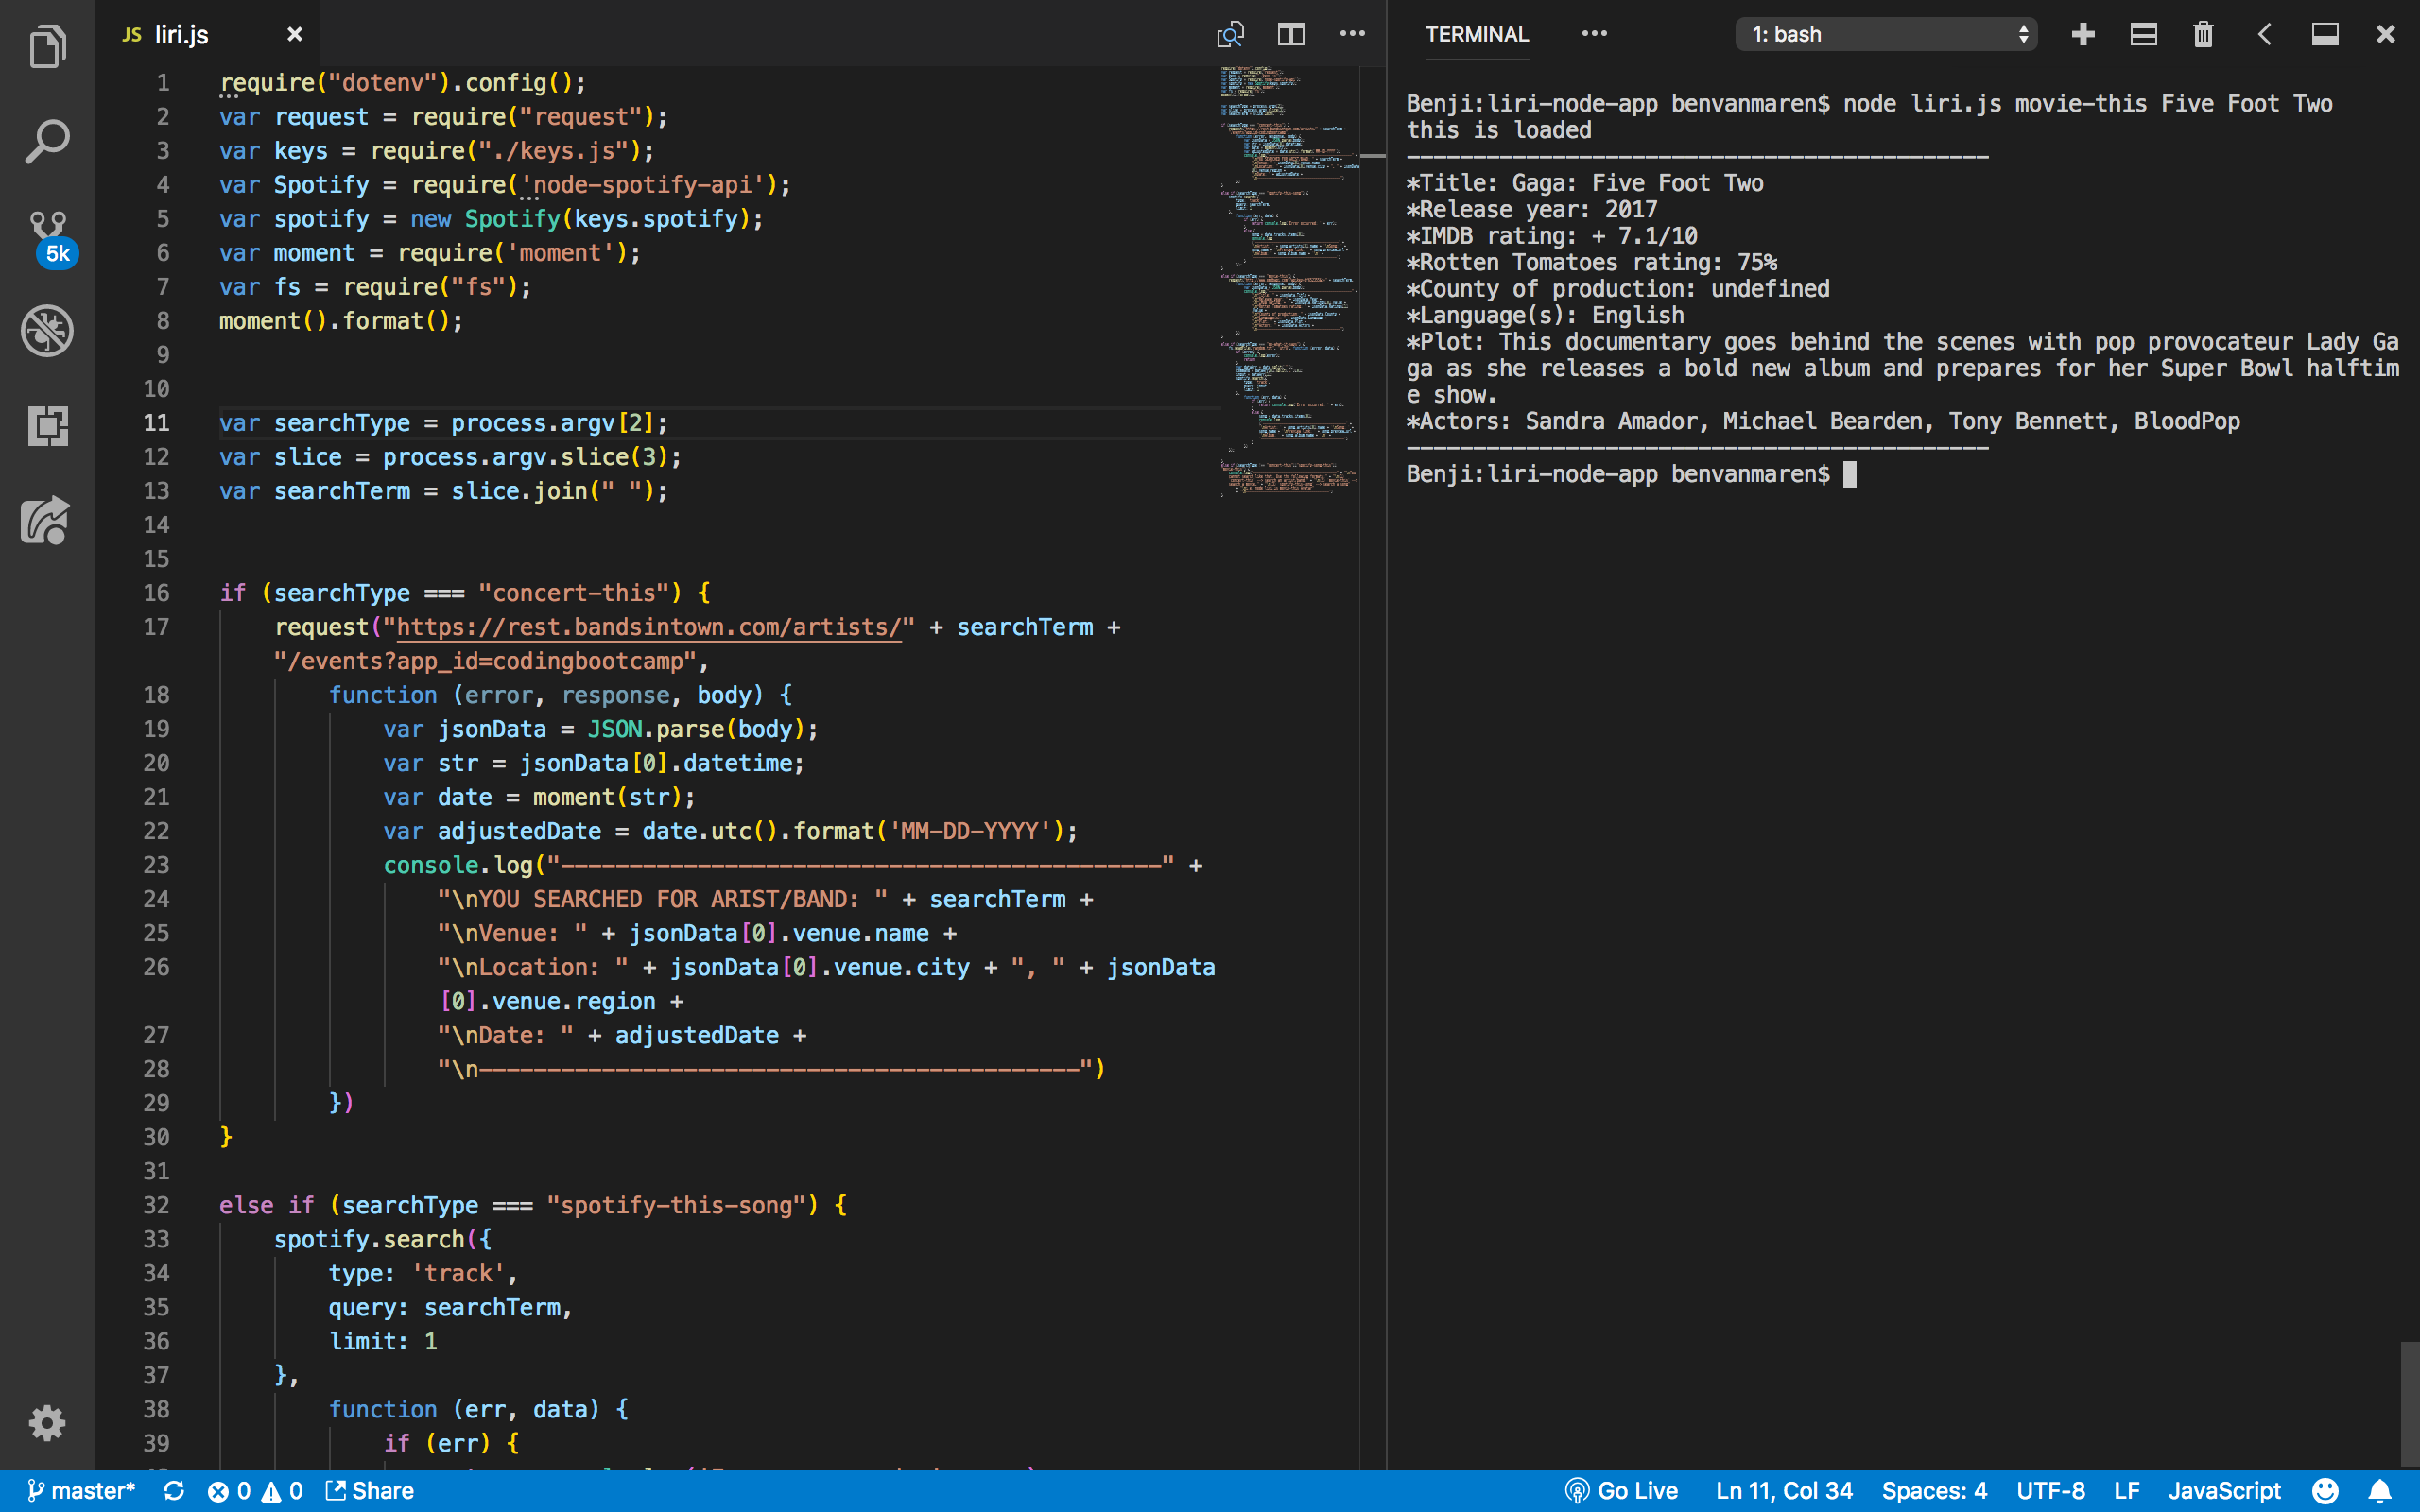 JS liri.js
1 require("dotenv").config();
2 var request = require("request");
3 var keys = require("./keys.js");
4 var Spotify = require('node-spotify-api');
5 var spotify = new Spotify(keys.spotify);
6 var moment = require('moment');
7 var fs = require("fs");
8 moment().format();
9
10
11 var searchType = process.argv[2];
12 var slice = process.argv.slice(3);
13 var searchTerm = slice.join(" ");
14
15
16 if (searchType === "concert-this") {
17 request("https://rest.bandsintown.com/artists/" + searchTerm +
"/events?app_id=codingbootcamp",
18 function (error, response, body) {
19 var jsonData = JSON.parse(body);
20 var str = jsonData[0].datetime;
21 var date = moment(str);
22 var adjustedDate = date.utc().format('MM-DD-YYYY');
23 console.log("--------------------------------------------" +
24 "\nYOU SEARCHED FOR ARIST/BAND: " + searchTerm +
25 "\nVenue: " + jsonData[0].venue.name +
26 "\nLocation: " + jsonData[0].venue.city + ", " + jsonData
[0].venue.region +
27 "\nDate: " + adjustedDate +
28 "\n--------------------------------------------")
29 })
30 }
31
32 else if (searchType === "spotify-this-song") {
33 spotify.search({
34 type: 'track',
35 query: searchTerm,
36 limit: 1
37 },
38 function (err, data) {
39 if (err) {
TERMINAL
1: bash
Benji:liri-node-app benvanmaren$ node liri.js movie-this Five Foot Two
this is loaded
--------------------------------------------
*Title: Gaga: Five Foot Two
*Release year: 2017
*IMDB rating: + 7.1/10
*Rotten Tomatoes rating: 75%
*County of production: undefined
*Language(s): English
*Plot: This documentary goes behind the scenes with pop provocateur Lady Ga
ga as she releases a bold new album and prepares for her Super Bowl halftim
e show.
*Actors: Sandra Amador, Michael Bearden, Tony Bennett, BloodPop
--------------------------------------------
Benji:liri-node-app benvanmaren$
5k
master* 0 0 Share Go Live Ln 11, Col 34 Spaces: 4 UTF-8 LF JavaScript